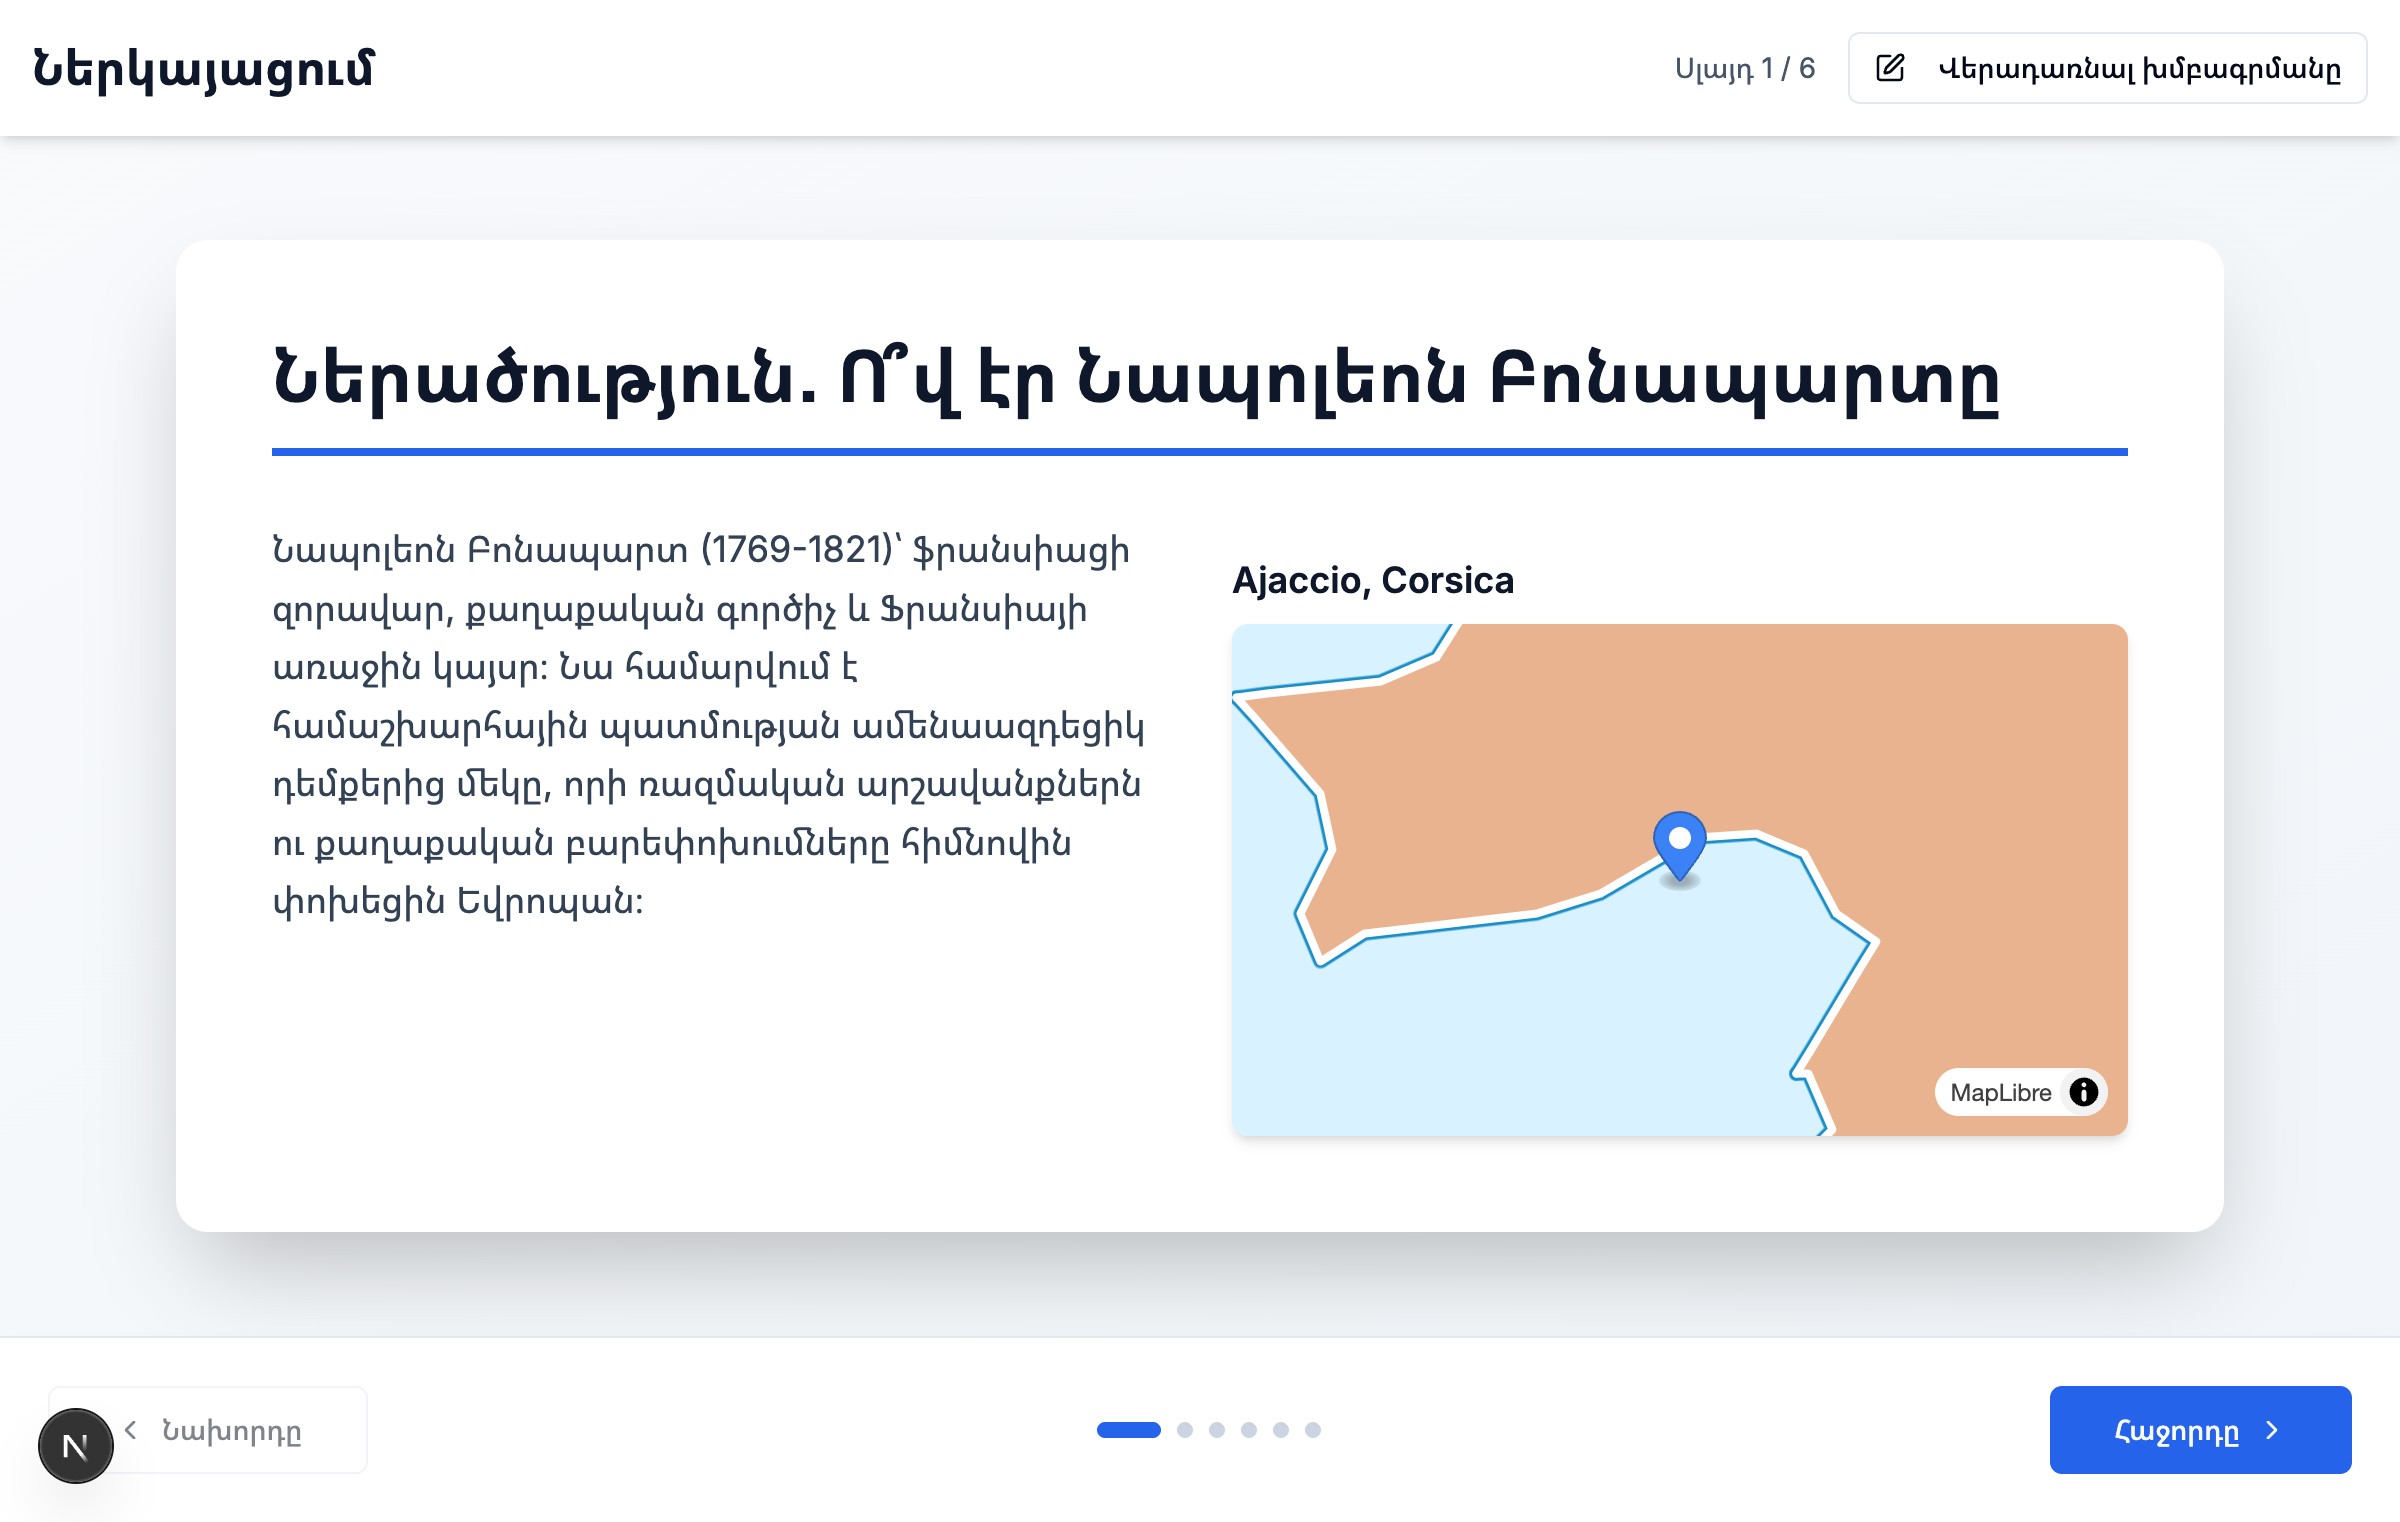 Ներկայացում
Սլայդ 1 / 6
Վերադառնալ խմբագրմանը
Ներածություն. Ո՞վ էր Նապոլեոն Բոնապարտը
Նապոլեոն Բոնապարտ (1769-1821)՝ ֆրանսիացի
զորավար, քաղաքական գործիչ և Ֆրանսիայի
առաջին կայսր: Նա համարվում է
համաշխարհային պատմության ամենաազդեցիկ
դեմքերից մեկը, որի ռազմական արշավանքներն
ու քաղաքական բարեփոխումները հիմնովին
փոխեցին Եվրոպան:
Ajaccio, Corsica
MapLibre
N
Նախորդը
Հաջորդը